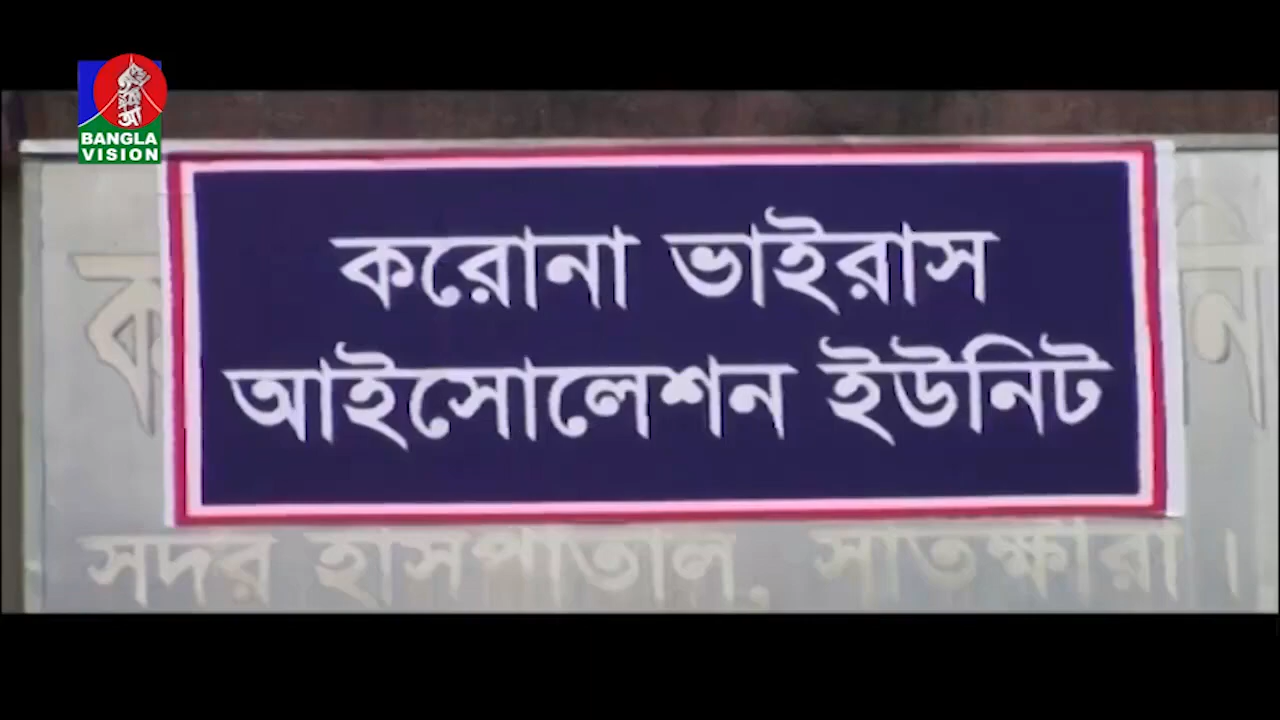 BANGLA
VISION
করোনা ভাইরাস
আইসোলেশন ইউনিট
সদর হাসপাতাল, সাতক্ষীরা।